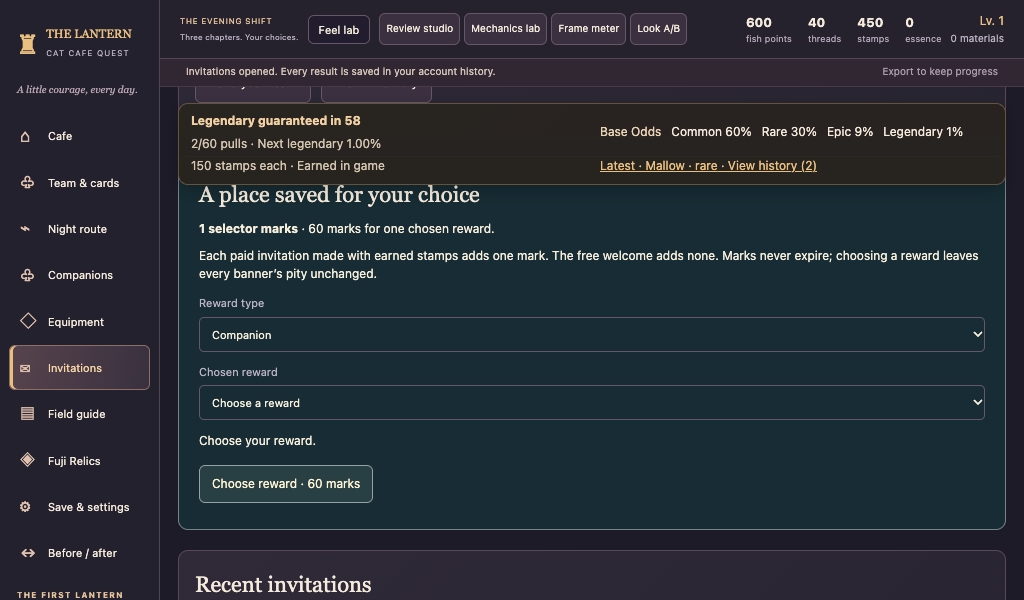 THE LANTERN
CAT CAFE QUEST
A little courage, every day.
Cafe
Team & cards
Night route
Companions
Equipment
Invitations
Field guide
Fuji Relics
Save & settings
Before / after
THE FIRST LANTERN
THE EVENING SHIFT
Three chapters. Your choices.
Feel lab
Review studio
Mechanics lab
Frame meter
Look A/B
600
fish points
40
threads
450
stamps
0
essence
Lv. 1
0 materials
Invitations opened. Every result is saved in your account history.
Export to keep progress
Legendary guaranteed in 58
2/60 pulls · Next legendary 1.00%
150 stamps each · Earned in game
Base Odds Common 60% Rare 30% Epic 9% Legendary 1%
Latest · Mallow · rare · View history (2)
A place saved for your choice
1 selector marks · 60 marks for one chosen reward.
Each paid invitation made with earned stamps adds one mark. The free welcome adds none. Marks never expire; choosing a reward leaves
every banner’s pity unchanged.
Reward type
Companion
Chosen reward
Choose a reward
Choose your reward.
Choose reward · 60 marks
Recent invitations